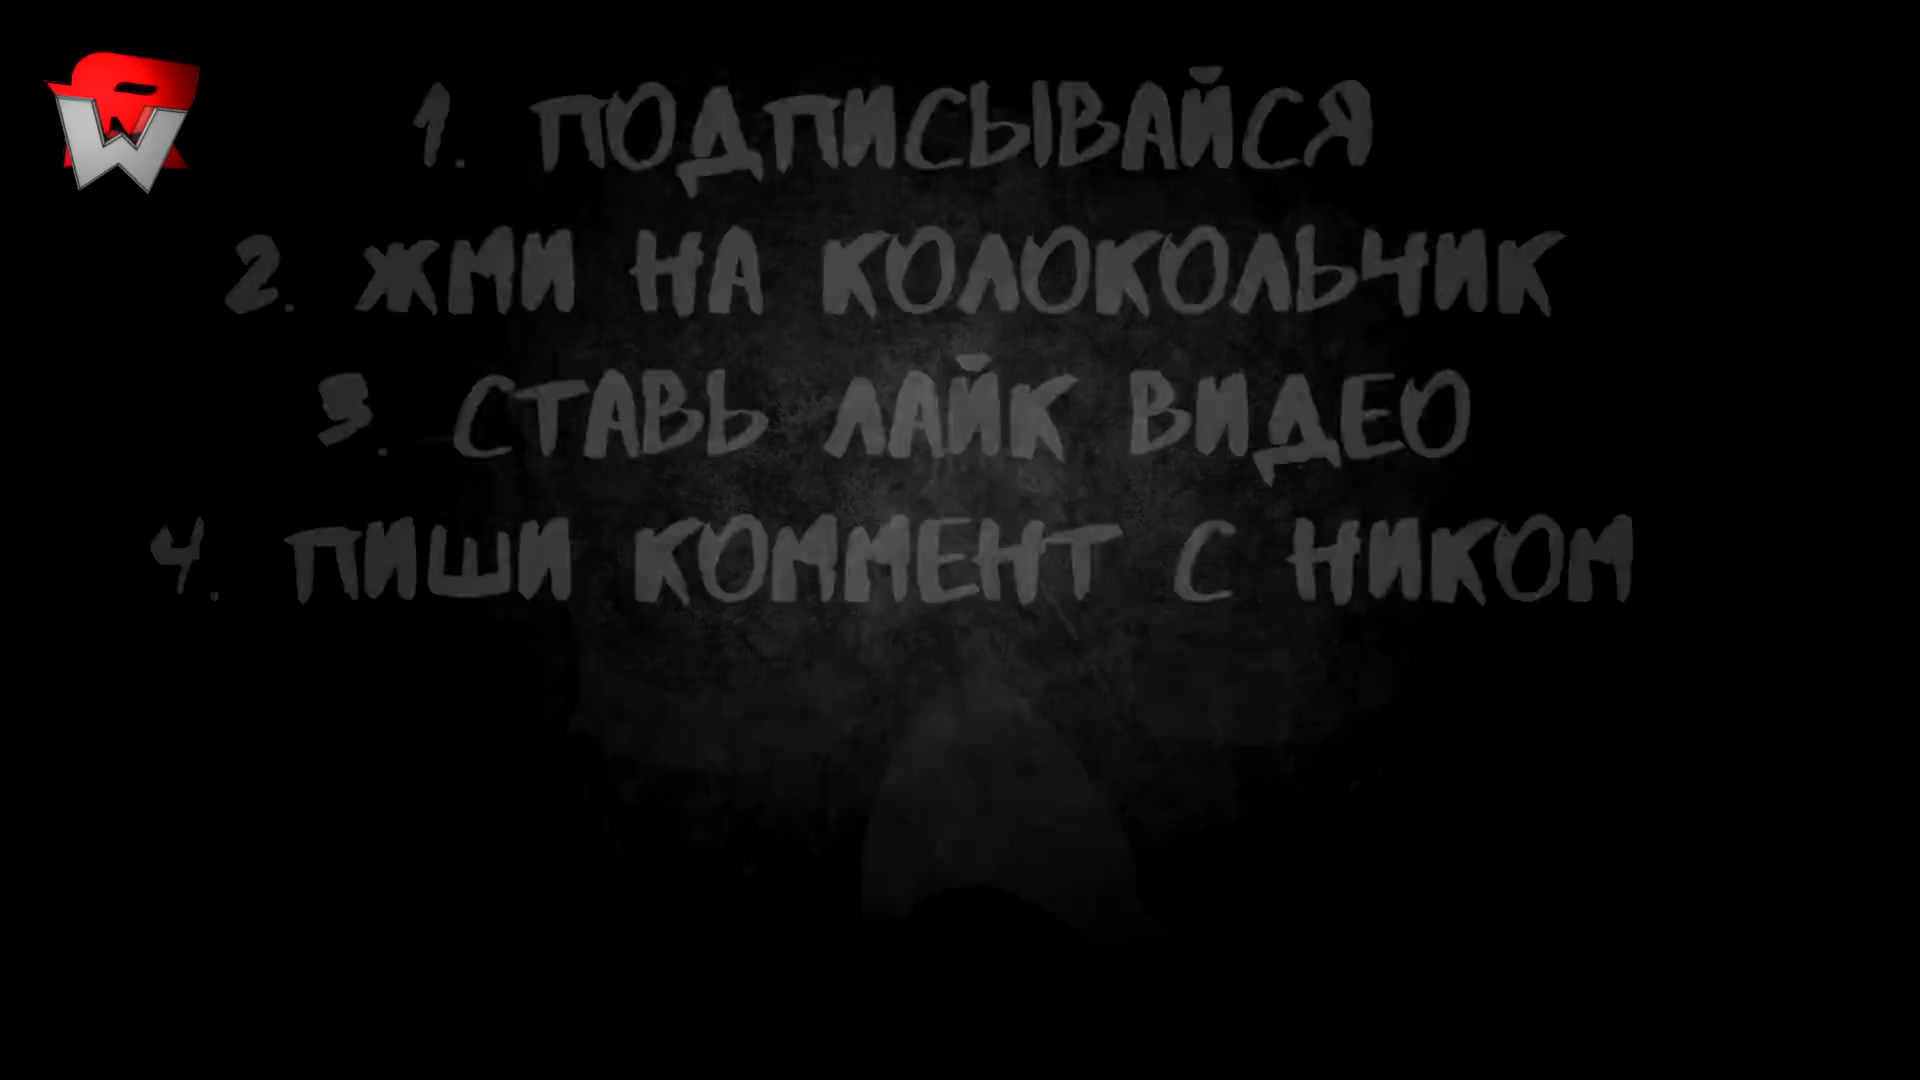 1. ПОДПИСЫВАЙСЯ
2. ЖМИ НА КОЛОКОЛЬЧИК
3. СТАВЬ ЛАЙК ВИДЕО
4. ПИШИ КОММЕНТ С НИКОМ